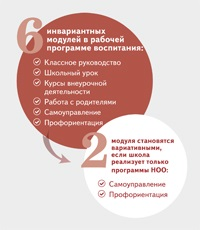 6
инвариантных
модулей в рабочей
программе воспитания:
Классное руководство
Школьный урок
Курсы внеурочной
деятельности
Работа с родителями
Самоуправление
Профориентация
2
модуля становятся
вариативными,
если школа
реализует только
программы НОО:
Самоуправление
Профориентация